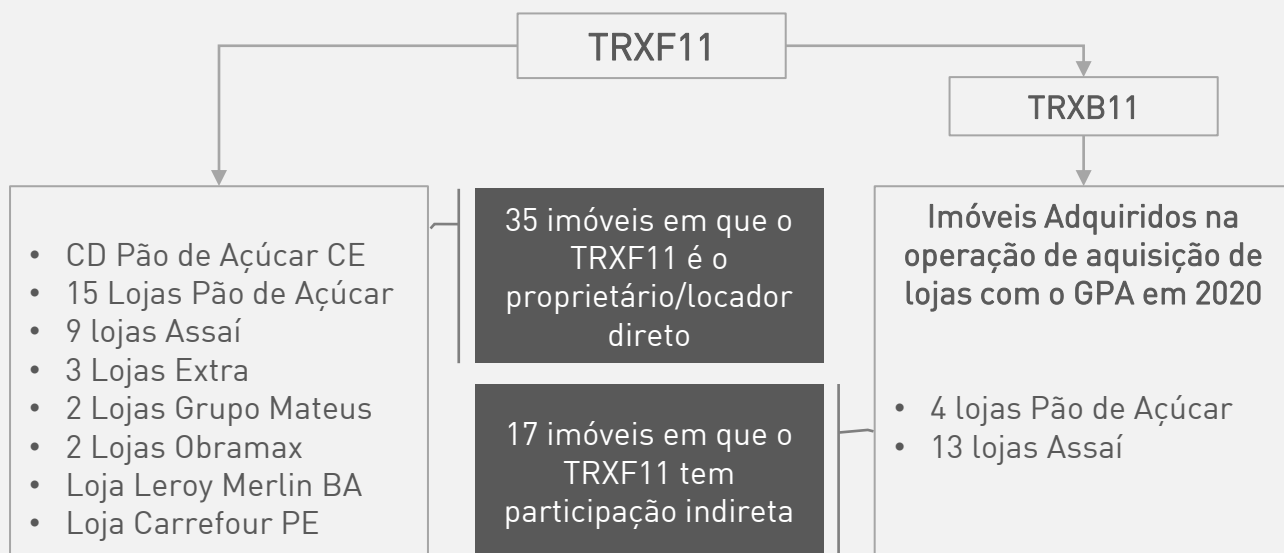 TRXF11
TRXB11
• CD Pão de Açúcar CE
• 15 Lojas Pão de Açúcar
• 9 lojas Assaí
• 3 Lojas Extra
• 2 Lojas Grupo Mateus
• 2 Lojas Obramax
• Loja Leroy Merlin BA
• Loja Carrefour PE
35 imóveis em que o
TRXF11 é o
proprietário/locador
direto
17 imóveis em que o
TRXF11 tem
participação indireta
Imóveis Adquiridos na
operação de aquisição de
lojas com o GPA em 2020
• 4 lojas Pão de Açúcar
• 13 lojas Assaí